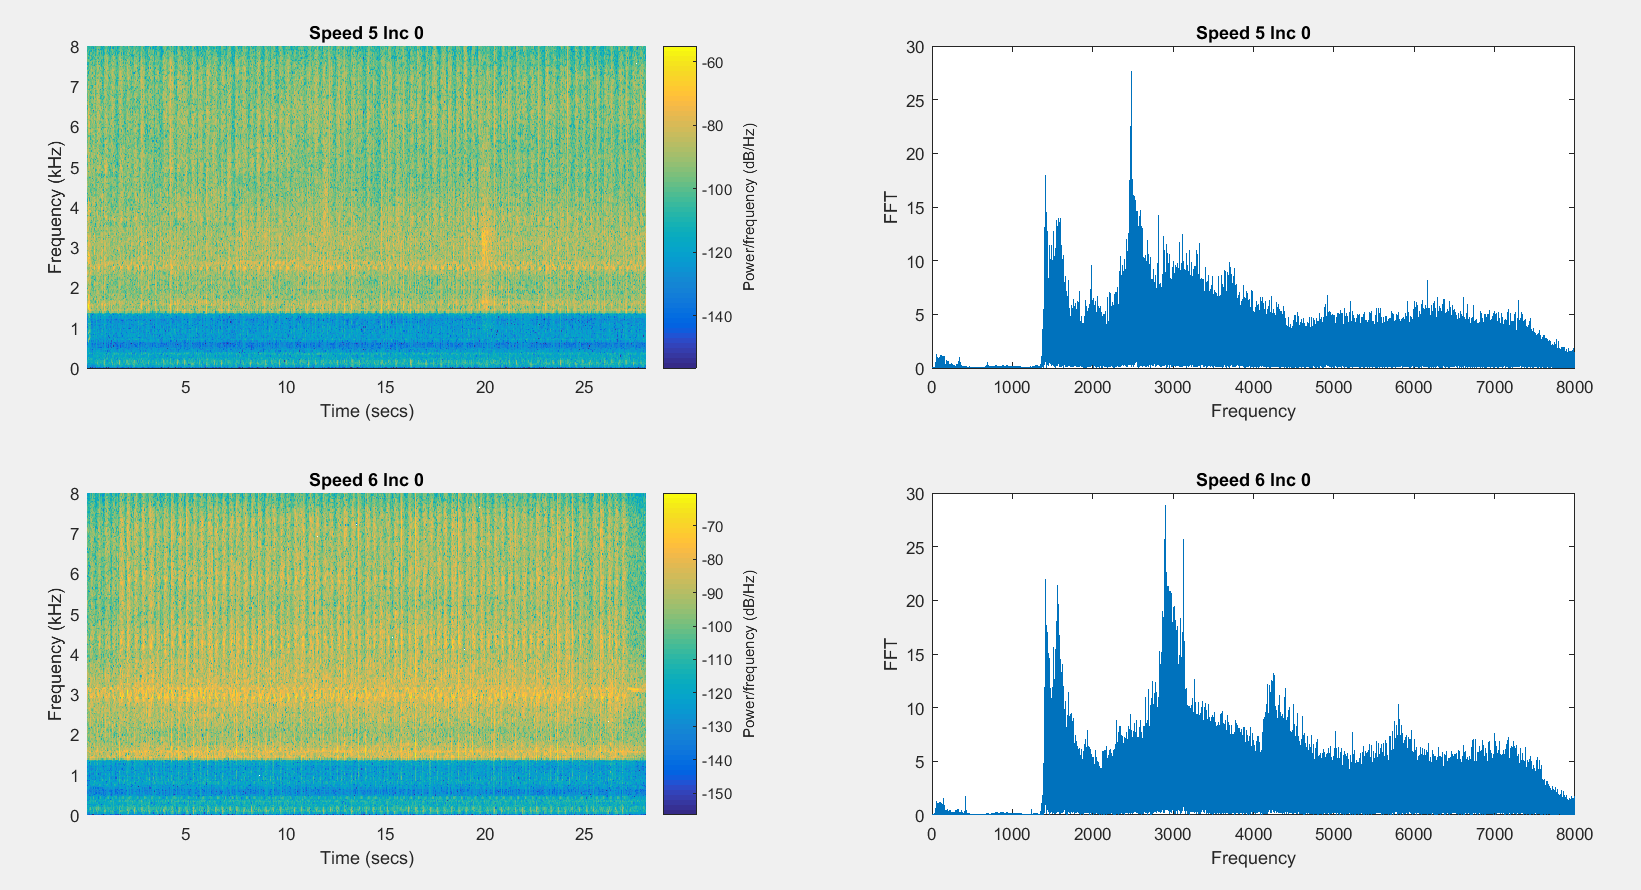 Speed 5 Inc 0
8
7
6
5
4
3
2
1
0
Frequency (kHz)
5 10 15 20 25
Time (secs)
-60
-80
-100
-120
-140
Power/frequency (dB/Hz)
Speed 5 Inc 0
30
25
20
15
10
5
0
FFT
0 1000 2000 3000 4000 5000 6000 7000 8000
Frequency
Speed 6 Inc 0
8
7
6
5
4
3
2
1
0
Frequency (kHz)
5 10 15 20 25
Time (secs)
-70
-80
-90
-100
-110
-120
-130
-140
-150
Power/frequency (dB/Hz)
Speed 6 Inc 0
30
25
20
15
10
5
0
FFT
0 1000 2000 3000 4000 5000 6000 7000 8000
Frequency